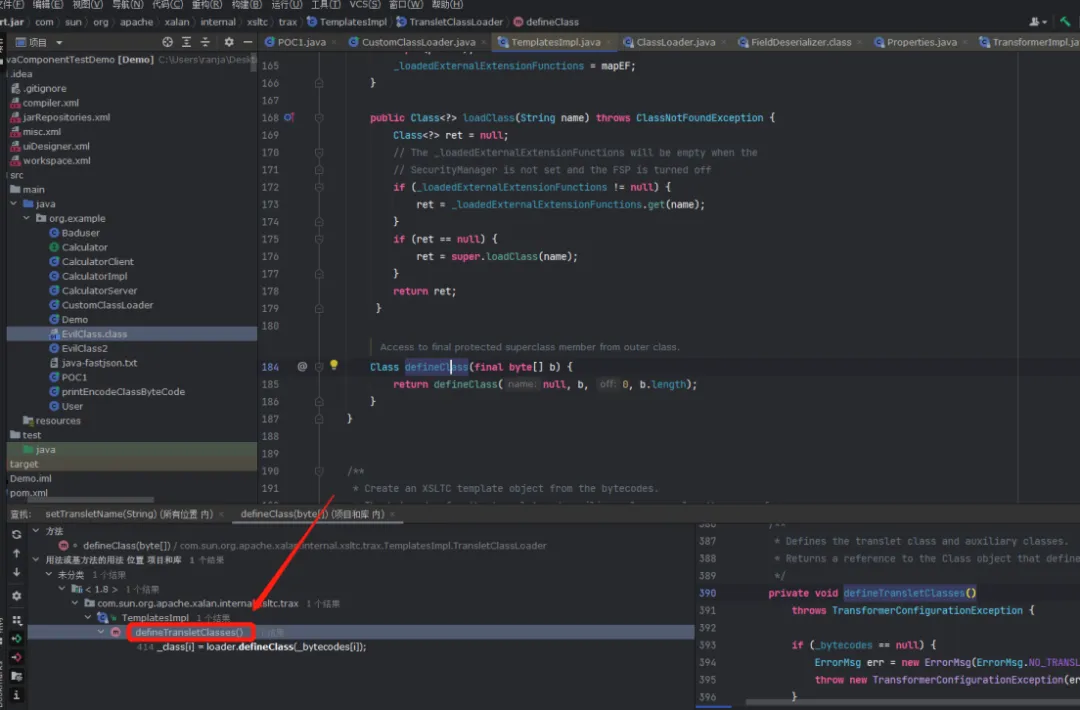 文件(F) 编辑(E) 视图(V) 导航(N) 代码(C) 重构(R) 构建(B) 运行(U) 工具(T) VCS(S) 窗口(W) 帮助(H)
rt.jar com sun org apache xalan internal xsltc trax TemplatesImpl TransletClassLoader defineClass
项目
POC1.java CustomClassLoader.java TemplatesImpl.java ClassLoader.java FieldDeserializer.class Properties.java TransformerImpl.ja
vaComponentTestDemo [Demo] C:\Users\ranja\Deskt
.idea
.gitignore
compiler.xml
jarRepositories.xml
misc.xml
uiDesigner.xml
workspace.xml
src
main
java
org.example
Baduser
Calculator
CalculatorClient
CalculatorImpl
CalculatorServer
CustomClassLoader
Demo
EvilClass.class
EvilClass2
java-fastjson.txt
POC1
printEncodeClassByteCode
User
resources
test
java
target
Demo.iml
pom.xml
165 _loadedExternalExtensionFunctions = mapEF;
166 }
167
168 public Class<?> loadClass(String name) throws ClassNotFoundException {
169 Class<?> ret = null;
170 // The _loadedExternalExtensionFunctions will be empty when the
171 // SecurityManager is not set and the FSP is turned off
172 if (_loadedExternalExtensionFunctions != null) {
173 ret = _loadedExternalExtensionFunctions.get(name);
174 }
175 if (ret == null) {
176 ret = super.loadClass(name);
177 }
178 return ret;
179 }
180
Access to final protected superclass member from outer class.
184 @ Class defineClass(final byte[] b) {
185 return defineClass( name: null, b, off: 0, b.length);
186 }
187 }
188
189
190 /**
191 * Create an XSLTC template object from the bytecodes.
查找: setTransletName(String) (所有位置 内) × defineClass(byte[]) (项目和库 内) ×
方法
defineClass(byte[]) / com.sun.org.apache.xalan.internal.xsltc.trax.TemplatesImpl.TransletClassLoader
用法或基方法的用法 位置 项目和库 1 个结果
未分类 1 个结果
< 1.8 > 1 个结果
com.sun.org.apache.xalan.internal.xsltc.trax 1 个结果
TemplatesImpl 1 个结果
defineTransletClasses() 1 个结果
414 _class[i] = loader.defineClass(_bytecodes[i]);
386 /**
387 * Defines the translet class and auxiliary classes.
388 * Returns a reference to the Class object that define
389 */
390 private void defineTransletClasses()
391 throws TransformerConfigurationException {
392
393 if (_bytecodes == null) {
394 ErrorMsg err = new ErrorMsg(ErrorMsg.NO_TRANSL
395 throw new TransformerConfigurationException(er
396 }